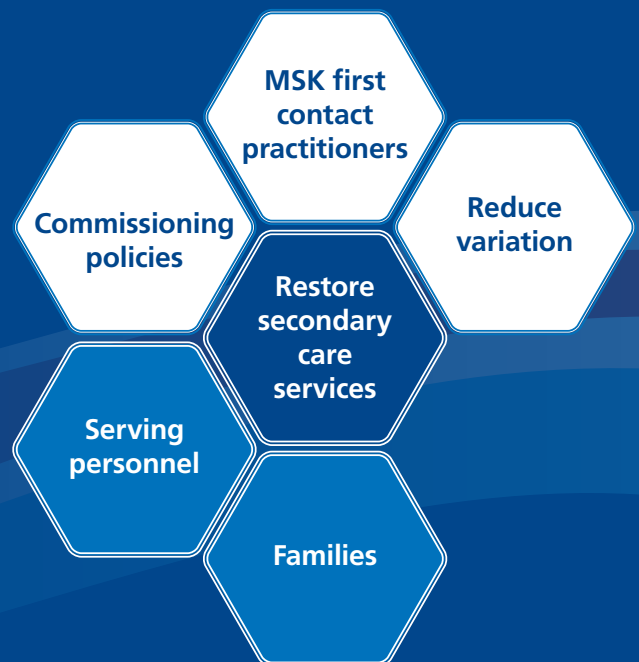 MSK first
contact
practitioners
Commissioning
policies
Reduce
variation
Restore
secondary
care
services
Serving
personnel
Families